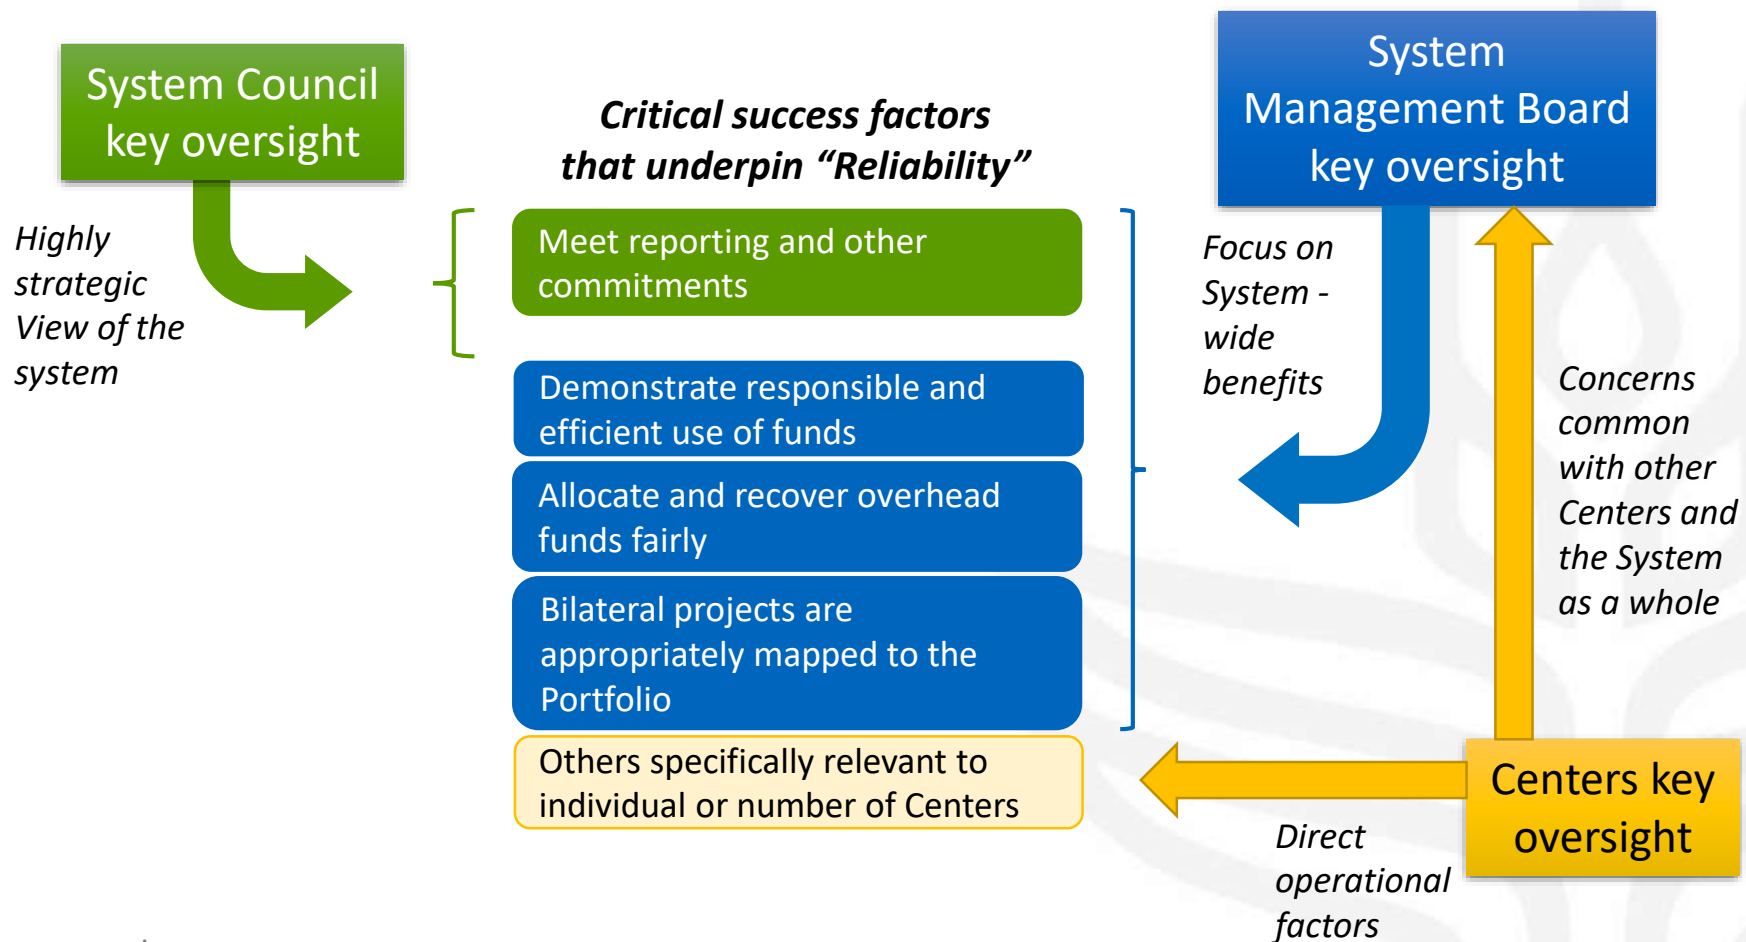 System Council
key oversight
Critical success factors
that underpin “Reliability”
System
Management Board
key oversight
Highly
strategic
View of the
system
Meet reporting and other
commitments
Demonstrate responsible and
efficient use of funds
Allocate and recover overhead
funds fairly
Bilateral projects are
appropriately mapped to the
Portfolio
Others specifically relevant to
individual or number of Centers
Focus on
System -
wide
benefits
Concerns
common
with other
Centers and
the System
as a whole
Centers key
oversight
Direct
operational
factors